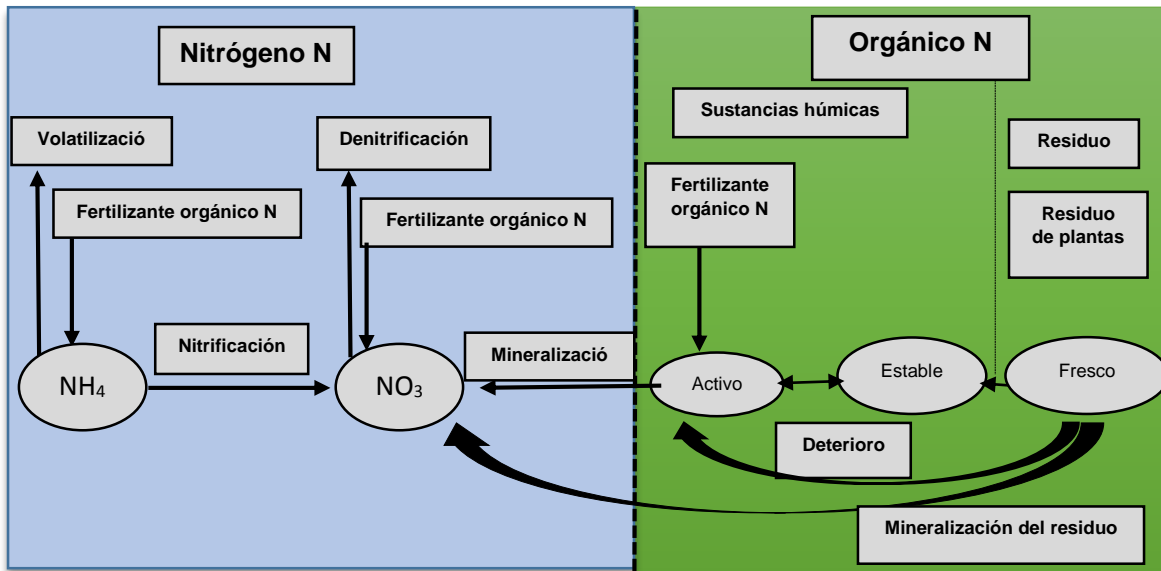 Nitrógeno N
Orgánico N
Sustancias húmicas
Volatilizació
Denitrificación
Residuo
Fertilizante
orgánico N
Fertilizante orgánico N
Fertilizante orgánico N
Residuo
de plantas
Nitrificación
Mineralizació
NH₄
NO₃
Activo
Estable
Fresco
Deterioro
Mineralización del residuo